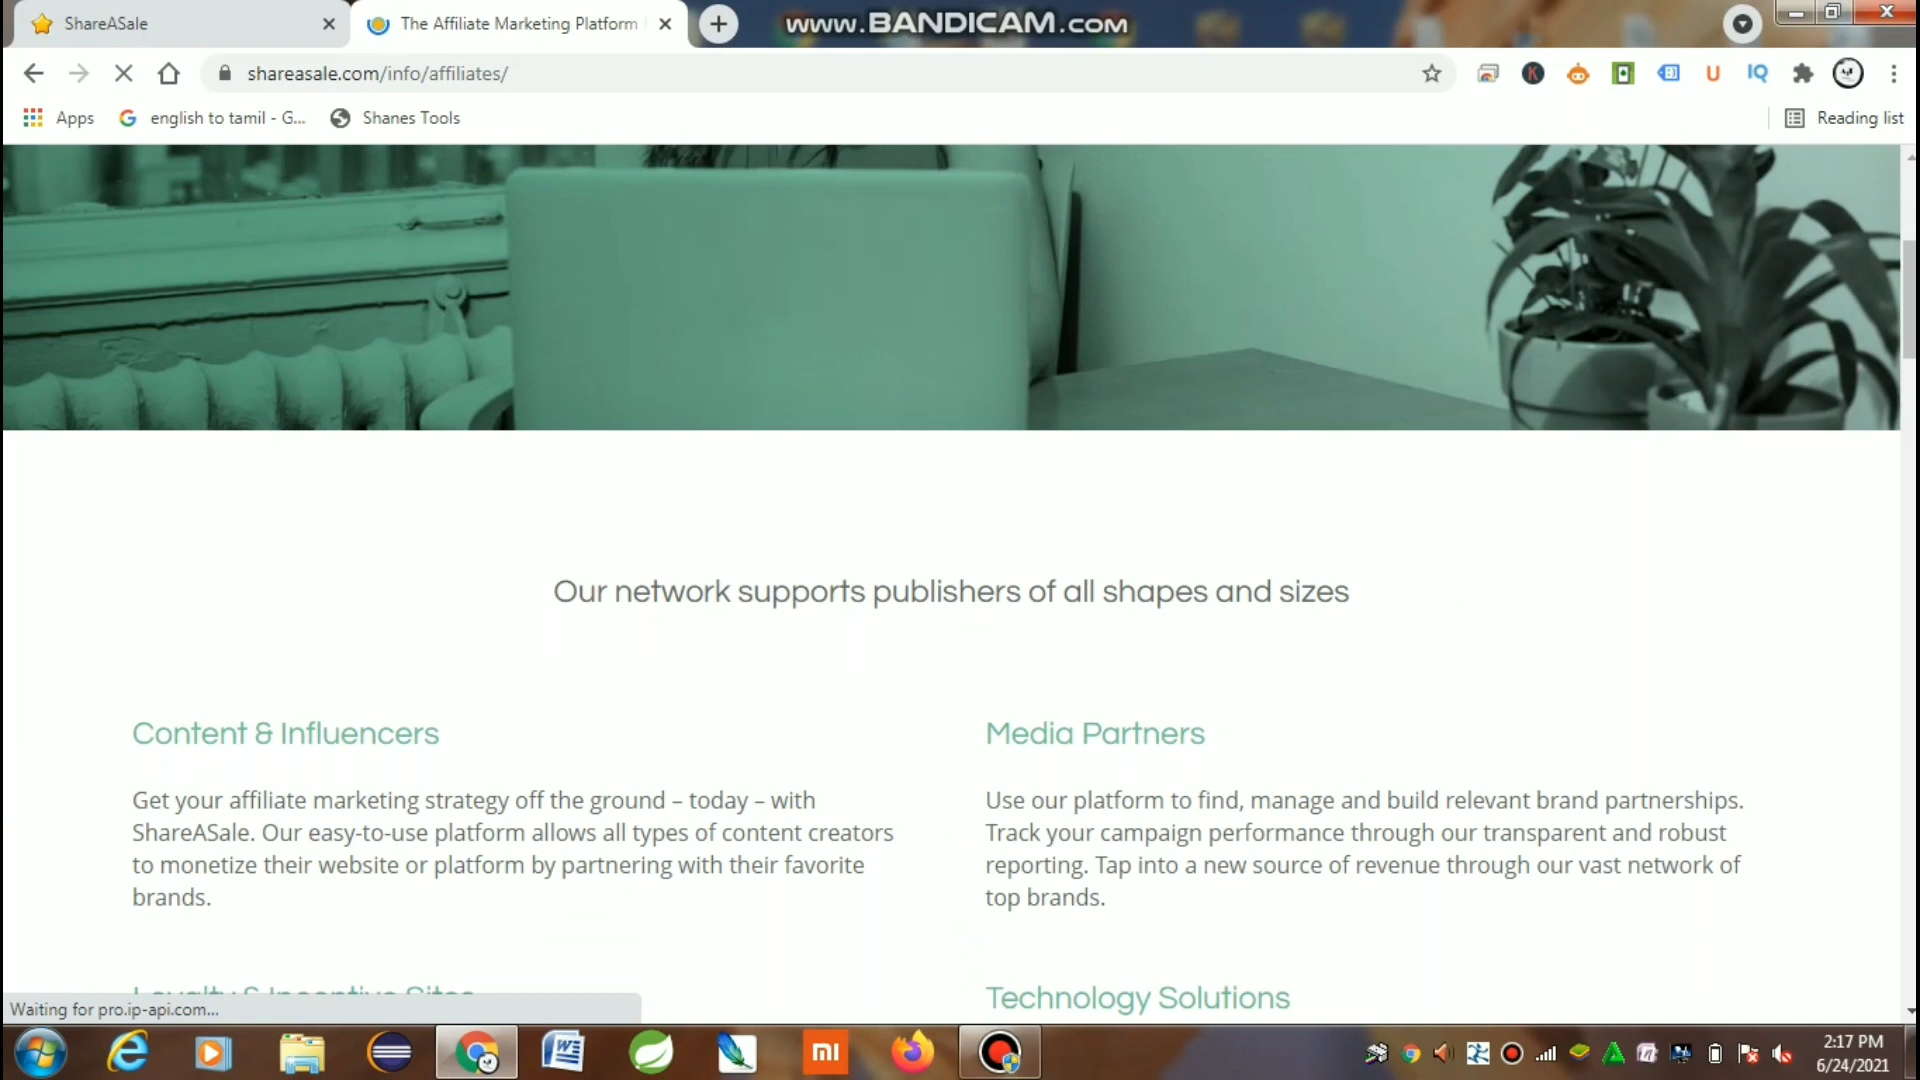 ShareASale
The Affiliate Marketing Platform
www.BANDICAM.com
shareasale.com/info/affiliates/
K
U
IQ
Apps
english to tamil - G...
Shanes Tools
Reading list
Our network supports publishers of all shapes and sizes
Content & Influencers
Get your affiliate marketing strategy off the ground – today – with
ShareASale. Our easy-to-use platform allows all types of content creators
to monetize their website or platform by partnering with their favorite
brands.
Media Partners
Use our platform to find, manage and build relevant brand partnerships.
Track your campaign performance through our transparent and robust
reporting. Tap into a new source of revenue through our vast network of
top brands.
Loyalty & Incentive Sites
Technology Solutions
Waiting for pro.ip-api.com...
mi
2:17 PM
6/24/2021